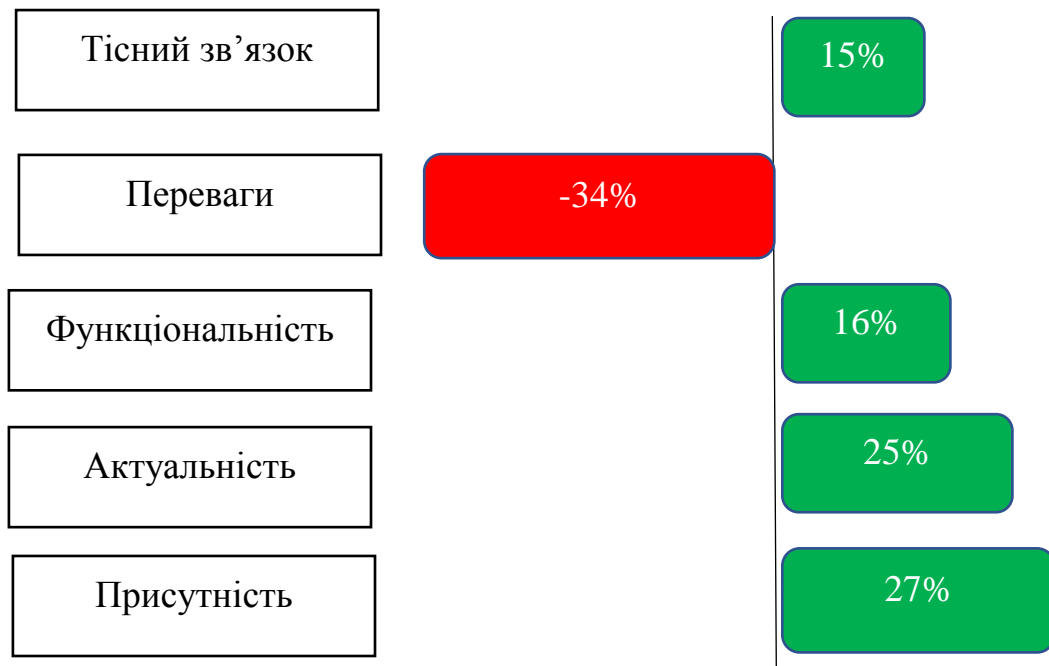 Тісний зв’язок
15%
Переваги
-34%
Функціональність
16%
Актуальність
25%
Присутність
27%